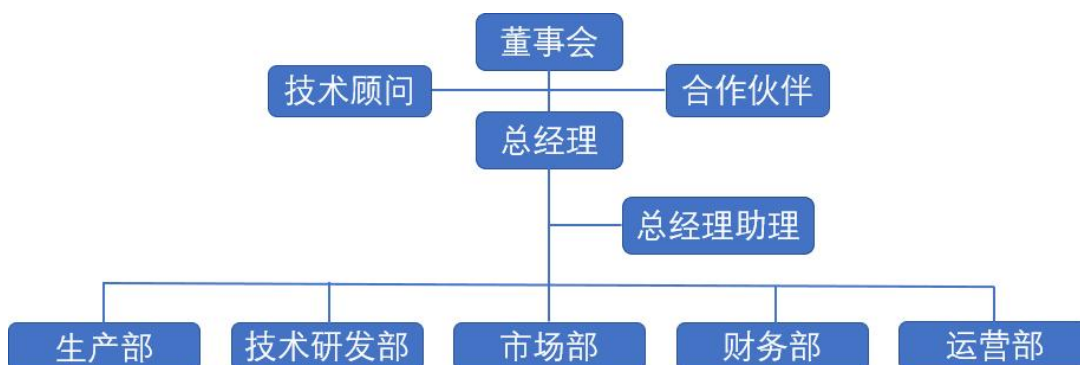 董事会
技术顾问
合作伙伴
总经理
总经理助理
生产部
技术研发部
市场部
财务部
运营部